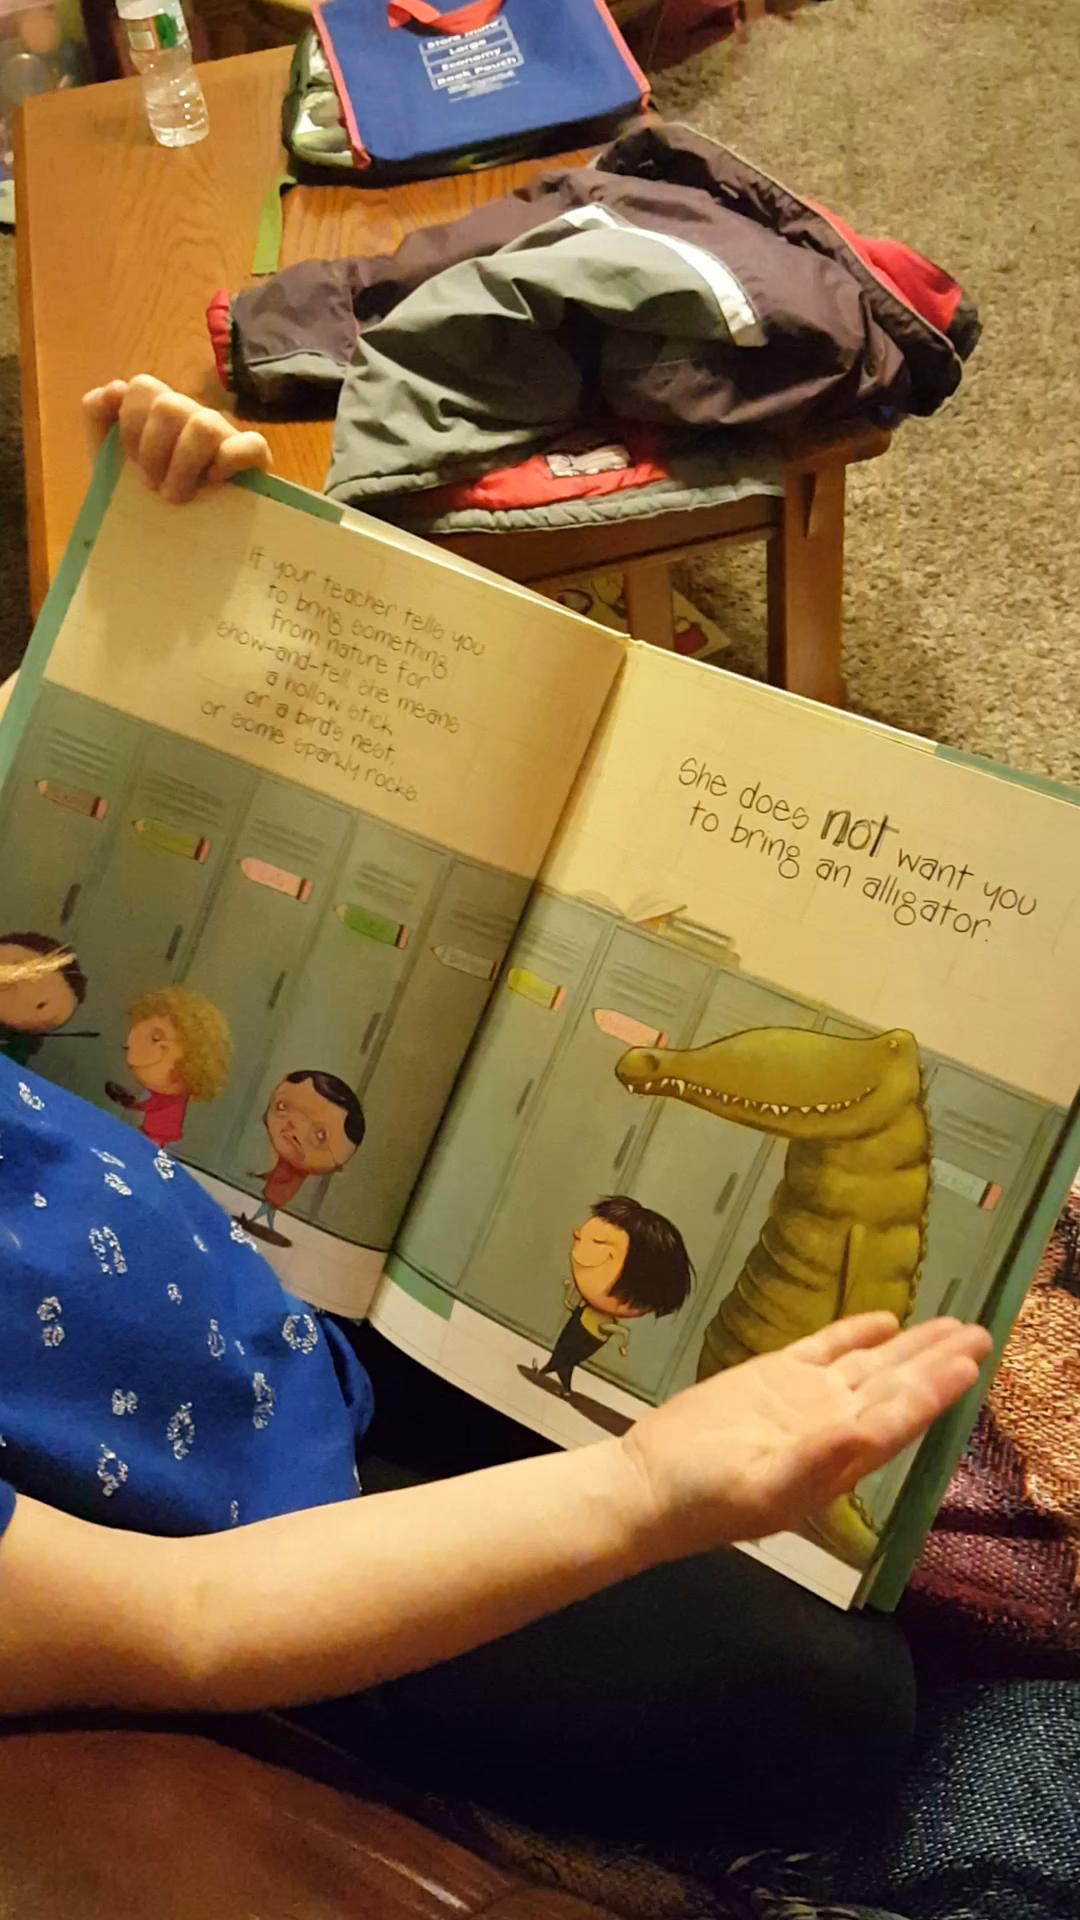 Store More
Large
Economy
Book Pouch
If your teacher tells you
to bring something
from nature for
show-and-tell, she means
a hollow stick,
or a bird's nest,
or some sparkly rocks.
She does not want you
to bring an alligator.